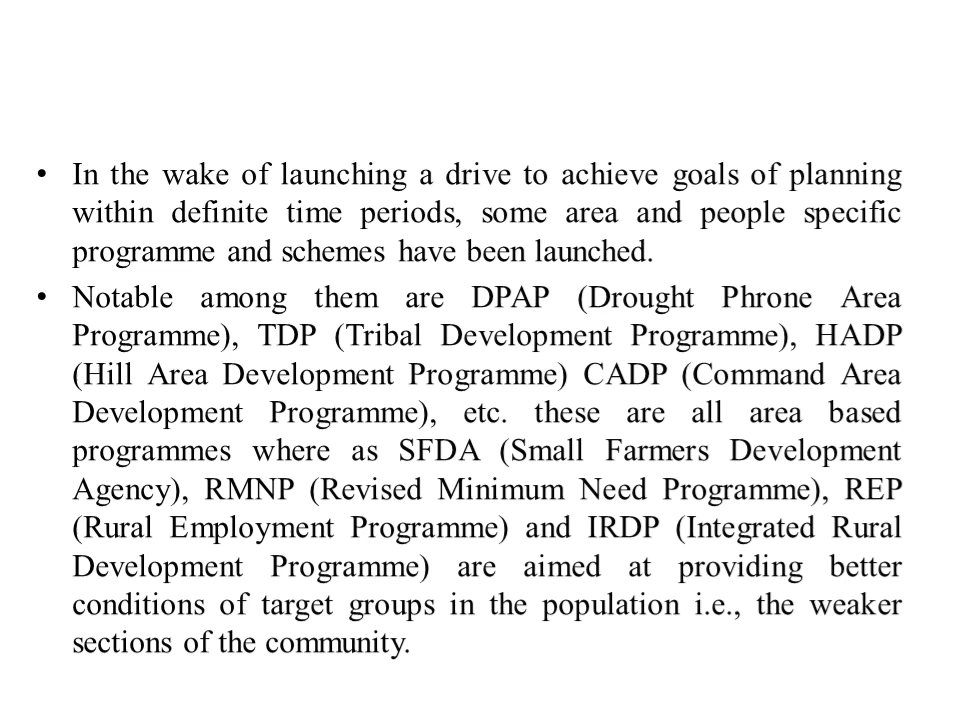 • In the wake of launching a drive to achieve goals of planning
within definite time periods, some area and people specific
programme and schemes have been launched.
• Notable among them are DPAP (Drought Phrone Area
Programme), TDP (Tribal Development Programme), HADP
(Hill Area Development Programme) CADP (Command Area
Development Programme), etc. these are all area based
programmes where as SFDA (Small Farmers Development
Agency), RMNP (Revised Minimum Need Programme), REP
(Rural Employment Programme) and IRDP (Integrated Rural
Development Programme) are aimed at providing better
conditions of target groups in the population i.e., the weaker
sections of the community.